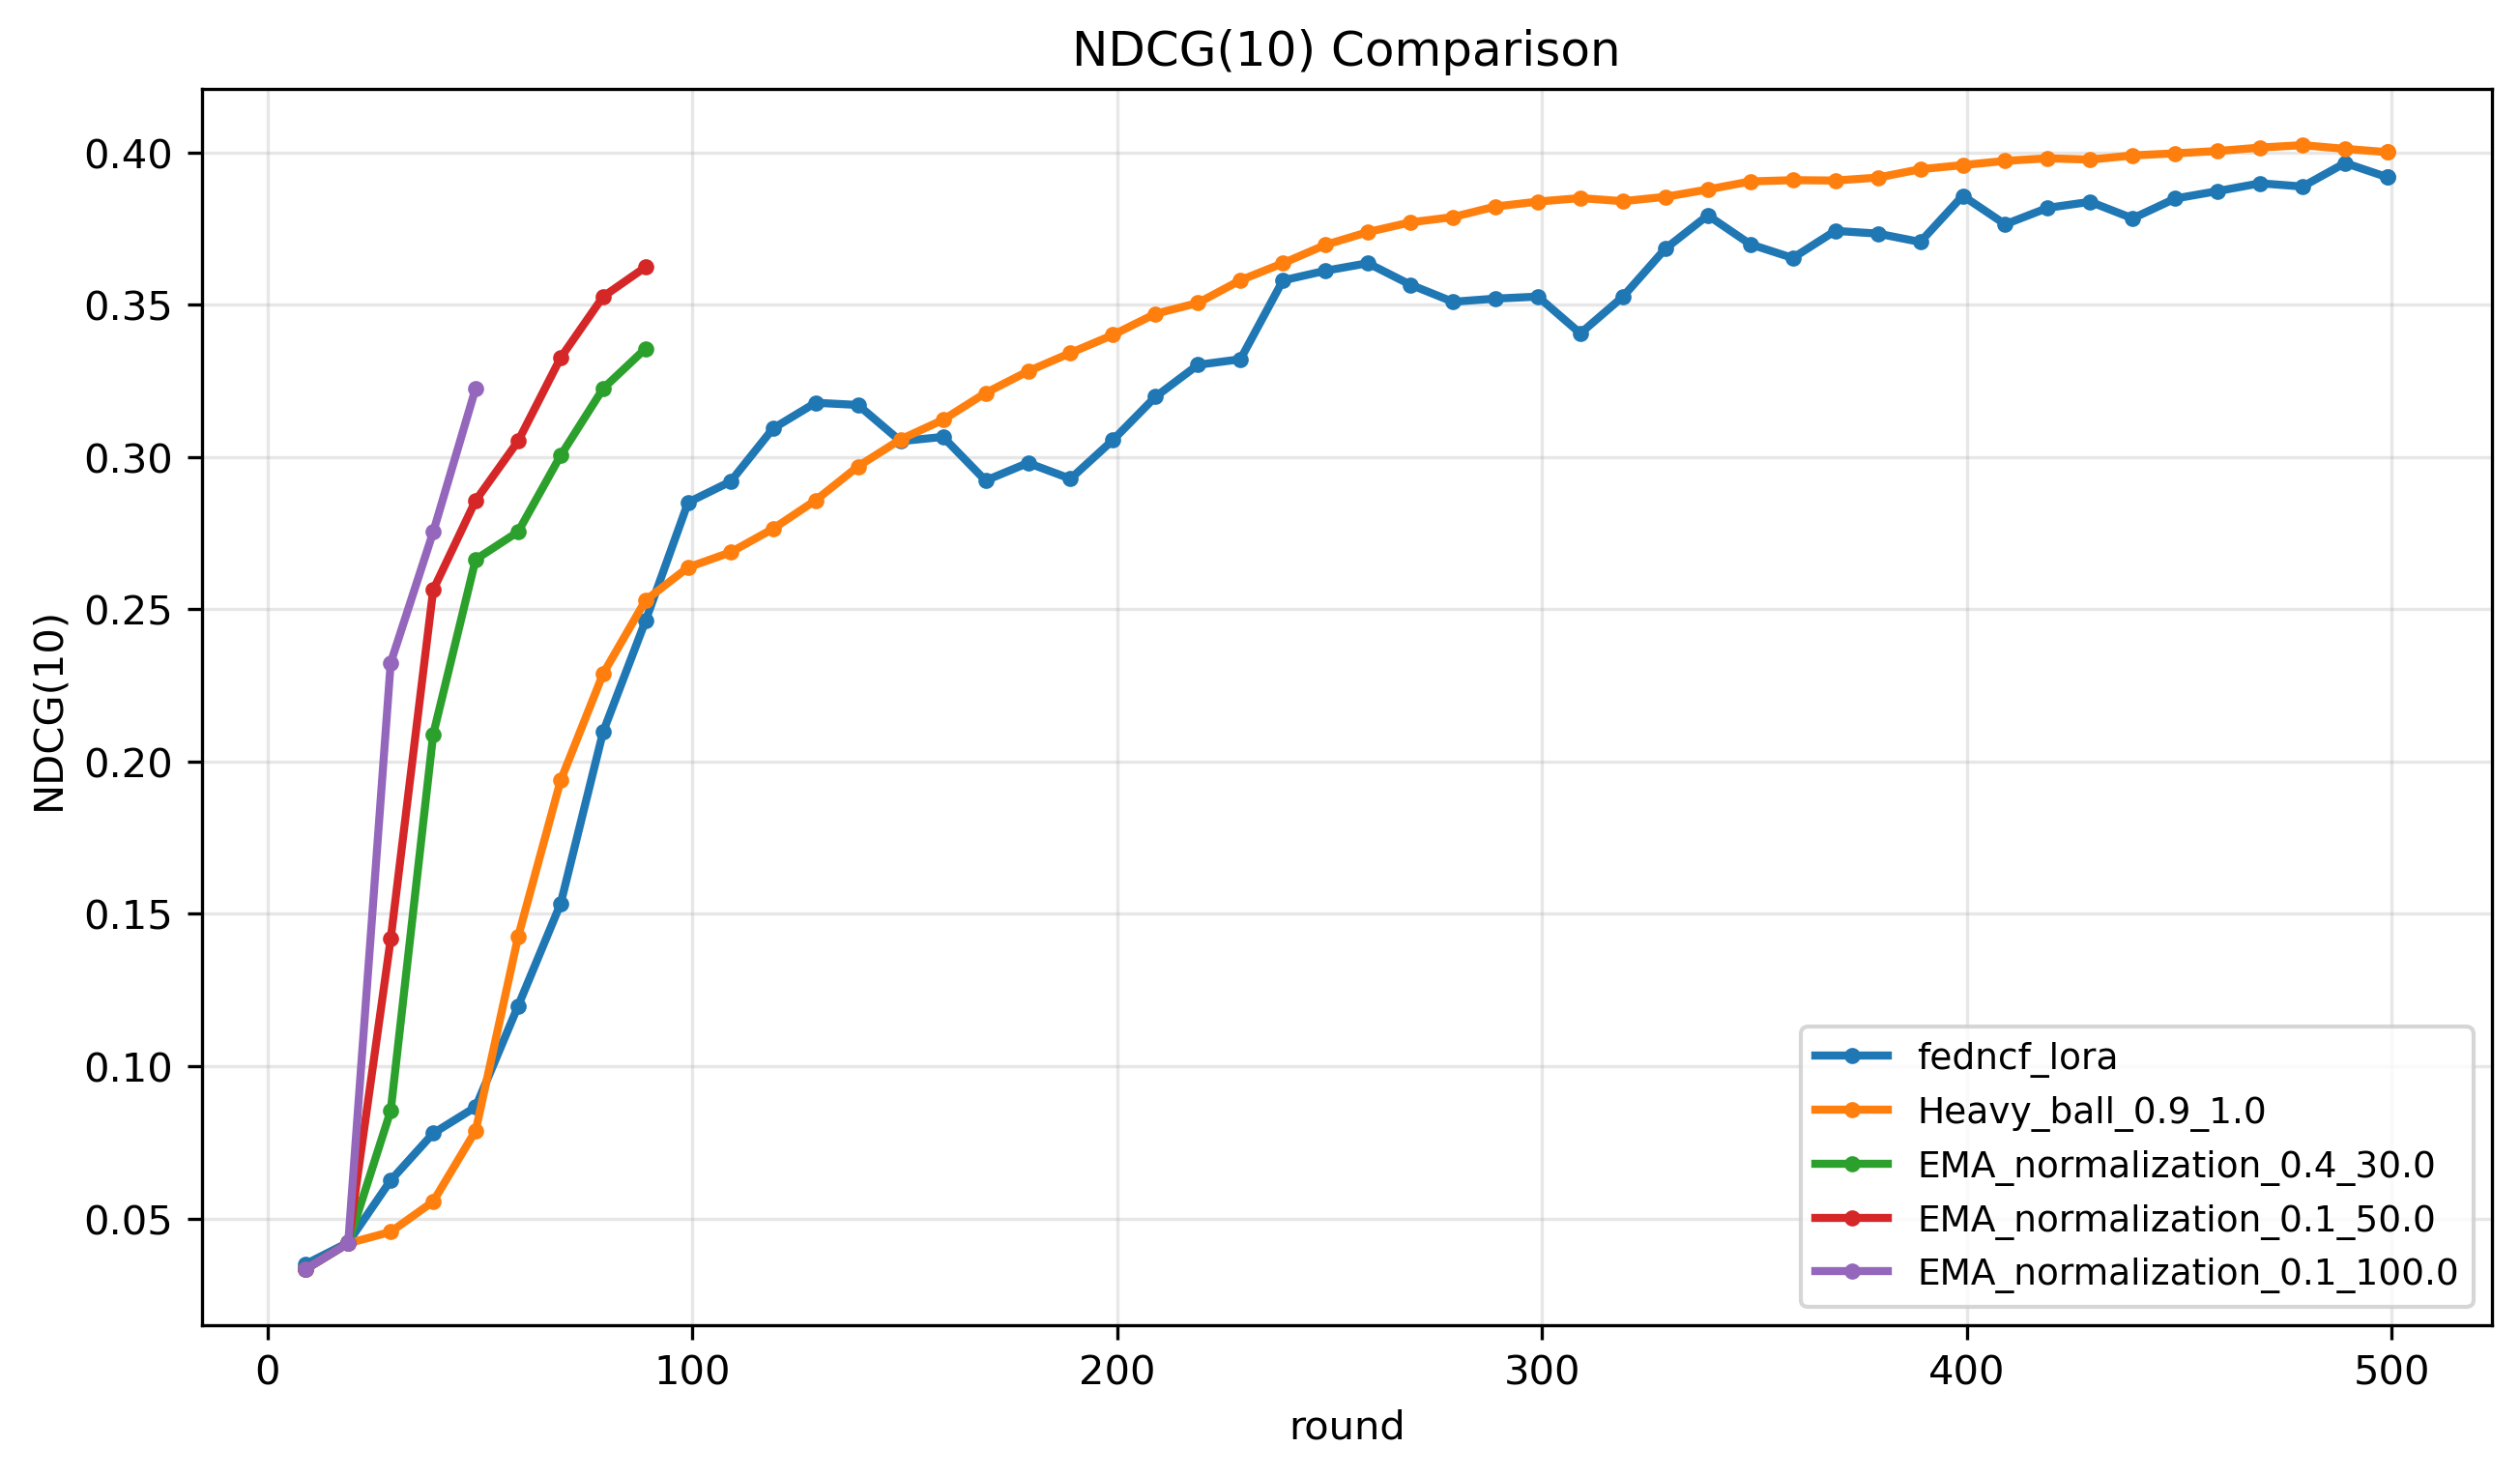 NDCG(10) Comparison
NDCG(10)
0.40
0.35
0.30
0.25
0.20
0.15
0.10
0.05
0 100 200 300 400 500
round
fedncf_lora
Heavy_ball_0.9_1.0
EMA_normalization_0.4_30.0
EMA_normalization_0.1_50.0
EMA_normalization_0.1_100.0